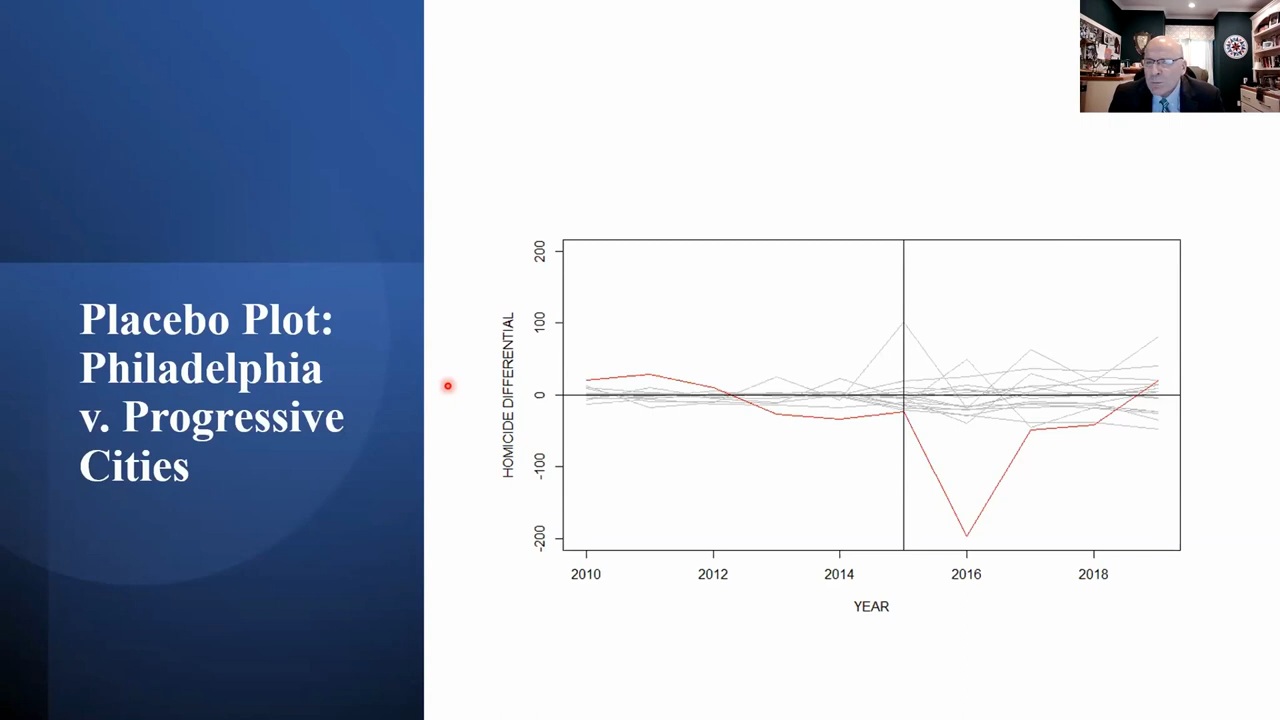 Placebo Plot:
Philadelphia
v. Progressive
Cities
HOMICIDE DIFFERENTIAL
200
100
0
-100
-200
2010 2012 2014 2016 2018
YEAR